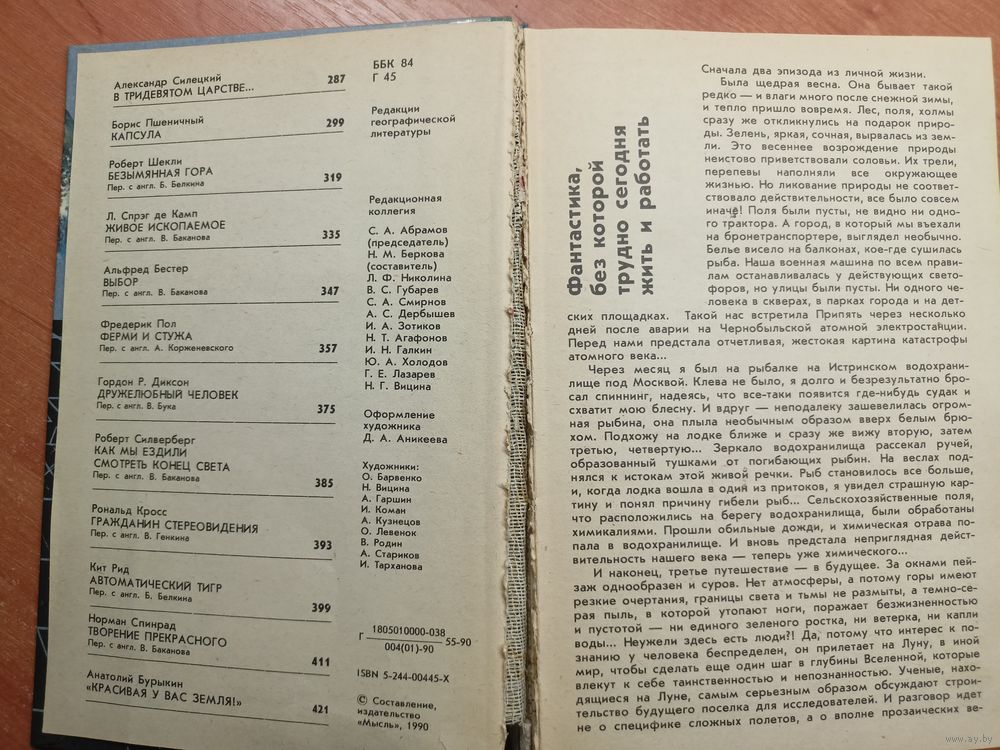 Александр Силецкий
В ТРИДЕВЯТОМ ЦАРСТВЕ... 287
Борис Пшеничный
КАПСУЛА 299
Роберт Шекли
БЕЗЫМЯННАЯ ГОРА
Пер. с англ. Б. Белкина 319
Л. Спрэг де Камп
ЖИВОЕ ИСКОПАЕМОЕ
Пер. с англ. В. Баканова 335
Альфред Бестер
ВЫБОР
Пер. с англ. В. Баканова 347
Фредерик Пол
ФЕРМИ И СТУЖА
Пер. с англ. А. Корженевского 357
Гордон Р. Диксон
ДРУЖЕЛЮБНЫЙ ЧЕЛОВЕК
Пер. с англ. В. Бука 375
Роберт Силверберг
КАК МЫ ЕЗДИЛИ
СМОТРЕТЬ КОНЕЦ СВЕТА
Пер. с англ. В. Баканова 385
Рональд Кросс
ГРАЖДАНИН СТЕРЕОВИДЕНИЯ
Пер. с англ. В. Генкина 393
Кит Рид
АВТОМАТИЧЕСКИЙ ТИГР
Пер. с англ. Б. Белкина 399
Норман Спинрад
ТВОРЕНИЕ ПРЕКРАСНОГО
Пер. с англ. В. Баканова 411
Анатолий Бурыкин
«КРАСИВАЯ У ВАС ЗЕМЛЯ!» 421
ББК 84
Г 45
Редакции
географической
литературы
Редакционная
коллегия
С. А. Абрамов
(председатель)
Н. М. Беркова
(составитель)
Л. Ф. Николина
В. С. Губарев
С. А. Смирнов
А. С. Дербышев
И. А. Зотиков
Н. Т. Агафонов
И. Н. Галкин
Ю. А. Холодов
Г. Е. Лазарев
Н. Г. Вицина
Оформление
художника
Д. А. Аникеева
Художники:
О. Барвенко
Н. Вицина
А. Гаршин
И. Коман
А. Кузнецов
О. Левенок
В. Родин
А. Стариков
И. Тарханова
Г 1805010000-038
004(01)-90 55-90
ISBN 5-244-00445-X
© Составление,
издательство
«Мысль», 1990
Фантастика,
без которой
трудно сегодня
жить и работать
Сначала два эпизода из личной жизни.
Была щедрая весна. Она бывает такой
редко — и влаги много после снежной зимы,
и тепло пришло вовремя. Лес, поля, холмы
сразу же откликнулись на подарок приро-
ды. Зелень, яркая, сочная, вырвалась из зем-
ли. Это весеннее возрождение природы
неистово приветствовали соловьи. Их трели,
перепевы наполняли все окружающее
жизнью. Но ликование природы не соответ-
ствовало действительности, все было совсем
иначе! Поля были пусты, не видно ни одно-
го трактора. А город, в который мы въехали
на бронетранспортере, выглядел необычно.
Белье висело на балконах, кое-где сушилась
рыба. Наша военная машина по всем прави-
лам останавливалась у действующих свето-
форов, но улицы были пусты. Ни одного че-
ловека в скверах, в парках города и на дет-
ских площадках. Такой нас встретила Припять через несколько
дней после аварии на Чернобыльской атомной электростанции.
Перед нами предстала отчетливая, жестокая картина катастрофы
атомного века...
Через месяц я был на рыбалке на Истринском водохрани-
лище под Москвой. Клева не было, я долго и безрезультатно бро-
сал спиннинг, надеясь, что все-таки появится где-нибудь судак и
схватит мою блесну. И вдруг — неподалеку зашевелилась огром-
ная рыбина, она плыла необычным образом вверх белым брю-
хом. Подхожу на лодке ближе и сразу же вижу вторую, затем
третью, четвертую... Зеркало водохранилища рассекал ручей,
образованный тушками от погибающих рыбин. На веслах под-
нялся к истокам этой живой речки. Рыб становилось все больше,
и, когда лодка вошла в один из притоков, я увидел страшную кар-
тину и понял причину гибели рыб... Сельскохозяйственные поля,
что расположились на берегу водохранилища, были обработаны
химикалиями. Прошли обильные дожди, и химическая отрава по-
пала в водохранилище. И вновь предстала неприглядная дейст-
вительность нашего века — теперь уже химического...
И наконец, третье путешествие — в будущее. За окнами пей-
заж однообразен и суров. Нет атмосферы, а потому горы имеют
резкие очертания, границы света и тьмы не размыты, а темно-се-
рая пыль, в которой утопают ноги, поражает безжизненностью
и пустотой — ни единого зеленого ростка, ни ветерка, ни капли
воды... Неужели здесь есть люди?! Да, потому что интерес к по-
знанию у человека беспределен, он прилетает на Луну, в иной
мир, чтобы сделать еще один шаг в глубины Вселенной, которые
влекут к себе таинственностью и непознанностью. Ученые, нахо-
дящиеся на Луне, самым серьезным образом обсуждают строи-
тельство будущего поселка для исследователей. И разговор идет
не о специфике сложных полетов, а о вполне прозаических ве-
www.ay.by